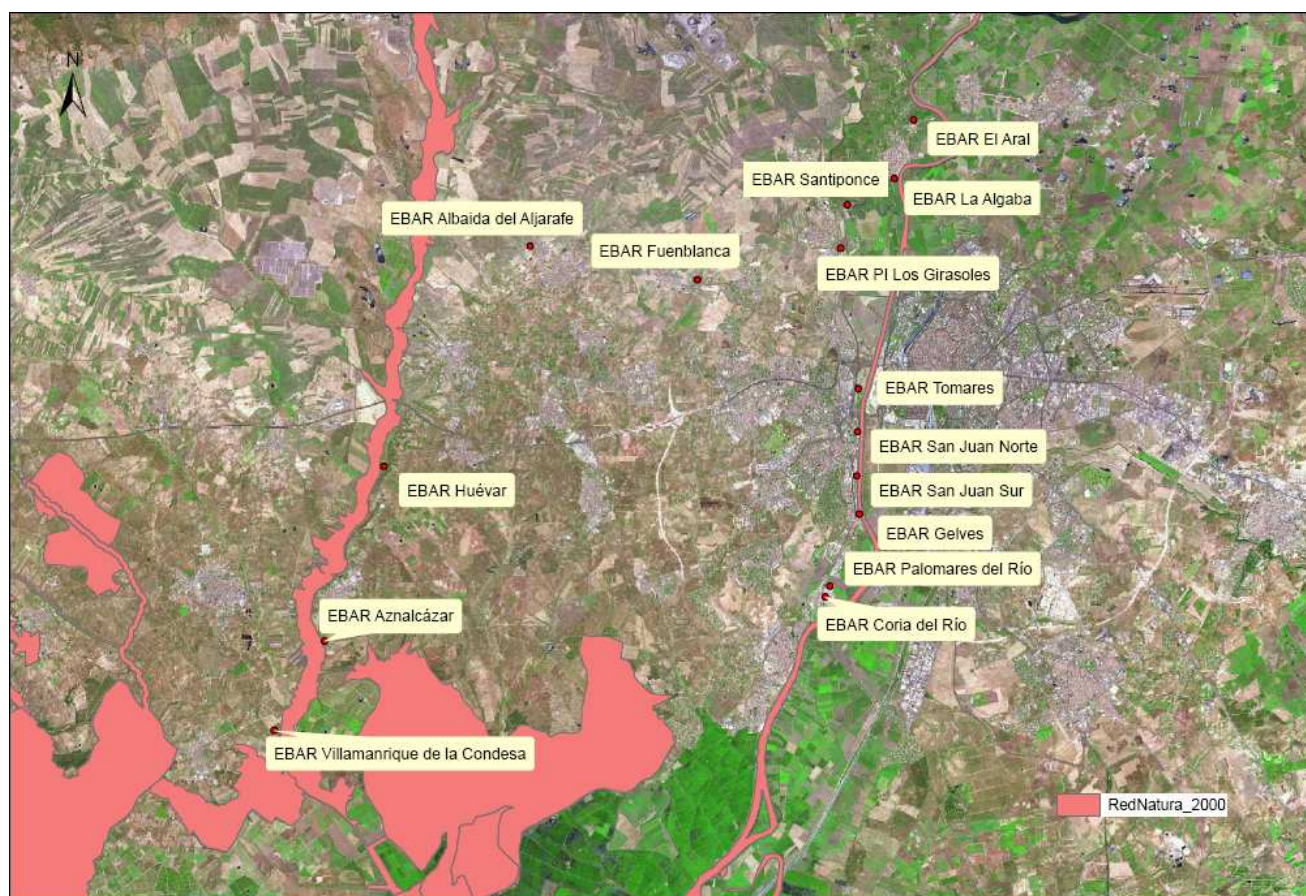 N
EBAR El Aral
EBAR Santiponce
EBAR La Algaba
EBAR Albaida del Aljarafe
EBAR Fuenblanca
EBAR PI Los Girasoles
EBAR Tomares
EBAR San Juan Norte
EBAR Huévar
EBAR San Juan Sur
EBAR Gelves
EBAR Palomares del Río
EBAR Aznalcázar
EBAR Coria del Río
EBAR Villamanrique de la Condesa
RedNatura_2000